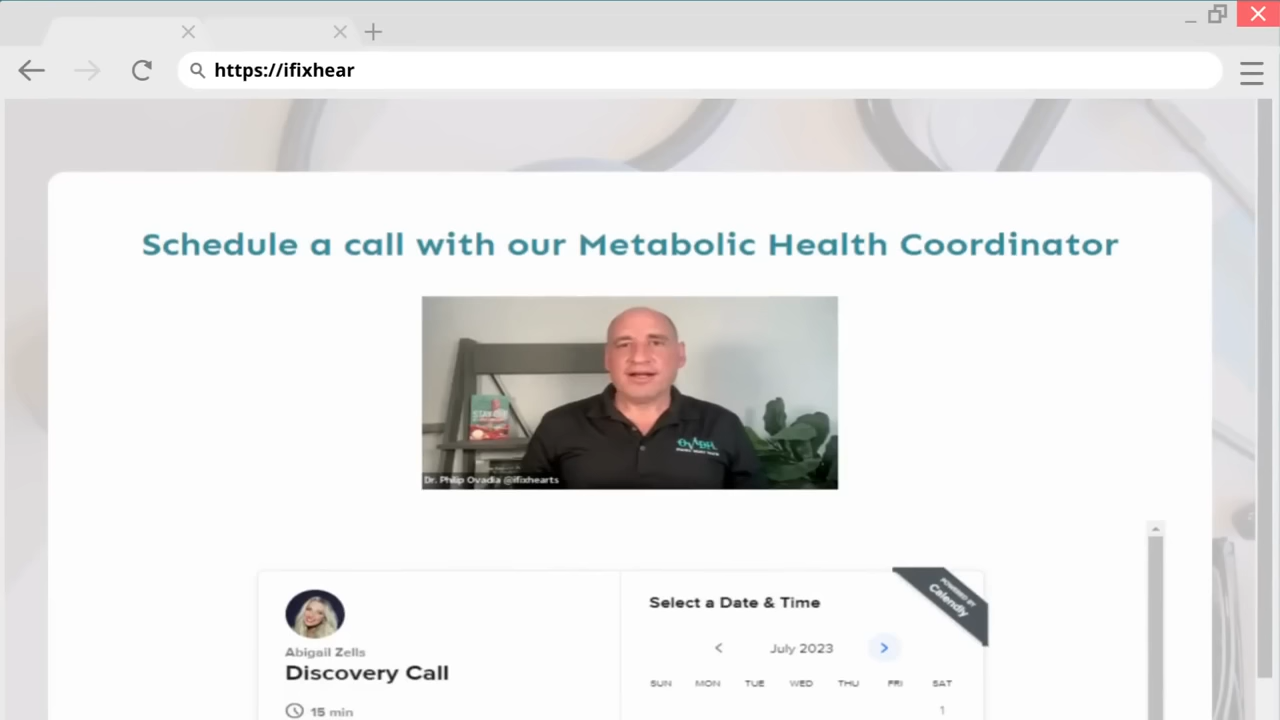 https://ifixhear
Schedule a call with our Metabolic Health Coordinator
OVADIA
Dr. Philip Ovadia @ifixhearts
POWERED BY
Calendly
Select a Date & Time
Abigail Zells
Discovery Call
July 2023
SUN MON TUE WED THU FRI SAT
15 min
1